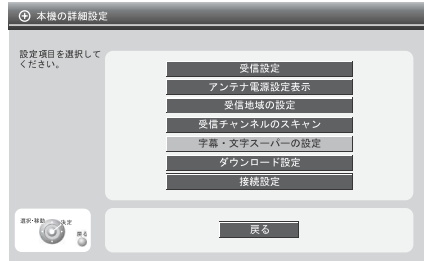 本機の詳細設定
設定項目を選択して
ください。
受信設定
アンテナ電源設定表示
受信地域の設定
受信チャンネルのスキャン
字幕・文字スーパーの設定
ダウンロード設定
接続設定
選択・移動
決定
戻る
戻る